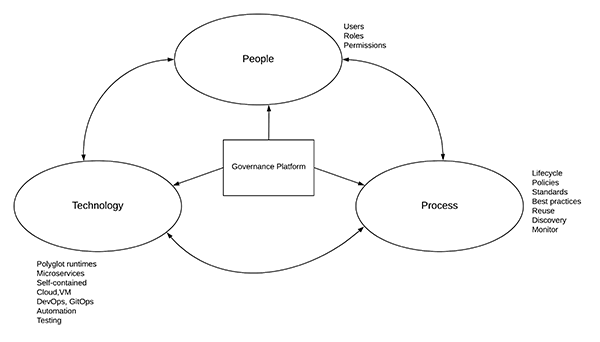 Users
Roles
Permissions
People
Governance Platform
Technology
Process
Lifecycle
Policies
Standards
Best practices
Reuse
Discovery
Monitor
Polyglot runtimes
Microservices
Self-contained
Cloud,VM
DevOps, GitOps
Automation
Testing